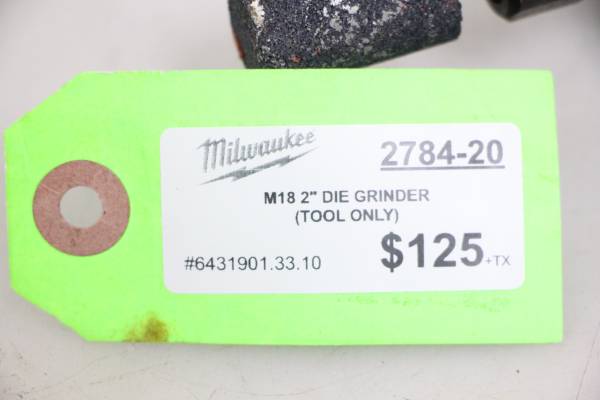 Milwaukee
2784-20
M18 2" DIE GRINDER
(TOOL ONLY)
#6431901.33.10
$125+TX